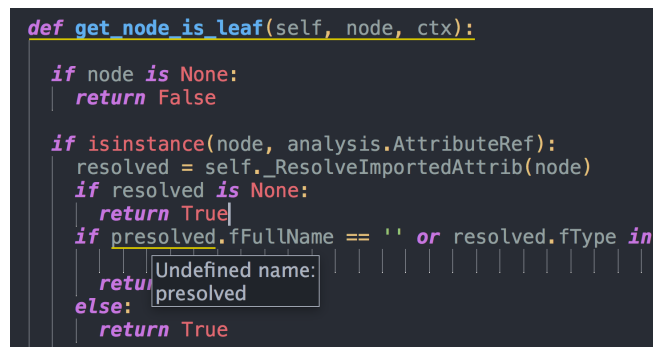 def get_node_is_leaf(self, node, ctx):
if node is None:
return False
if isinstance(node, analysis.AttributeRef):
resolved = self._ResolveImportedAttrib(node)
if resolved is None:
return True
if presolved.fFullName == '' or resolved.fType in
Undefined name:
retu
presolved
else:
return True